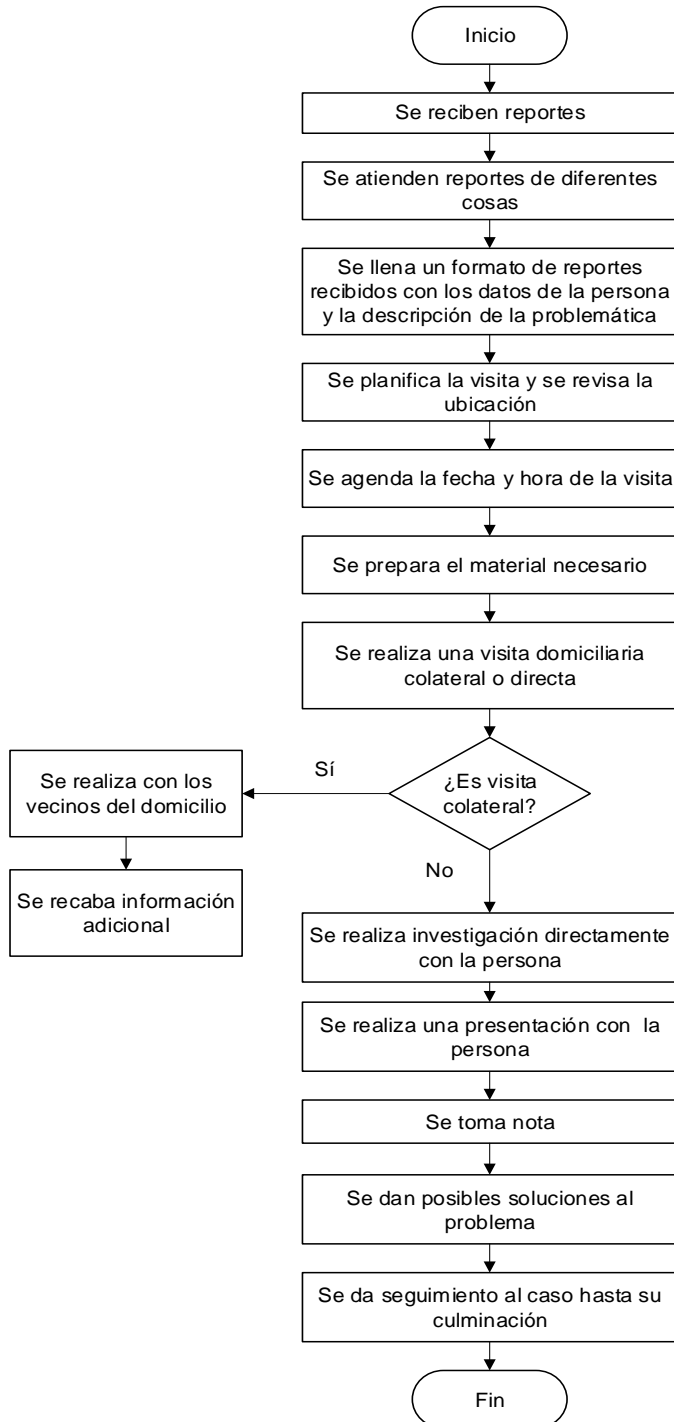 Inicio
Se reciben reportes
Se atienden reportes de diferentes
cosas
Se llena un formato de reportes
recibidos con los datos de la persona
y la descripción de la problemática
Se planifica la visita y se revisa la
ubicación
Se agenda la fecha y hora de la visita
Se prepara el material necesario
Se realiza una visita domiciliaria
colateral o directa
¿Es visita
colateral?
Sí
Se realiza con los
vecinos del domicilio
Se recaba información
adicional
No
Se realiza investigación directamente
con la persona
Se realiza una presentación con la
persona
Se toma nota
Se dan posibles soluciones al
problema
Se da seguimiento al caso hasta su
culminación
Fin